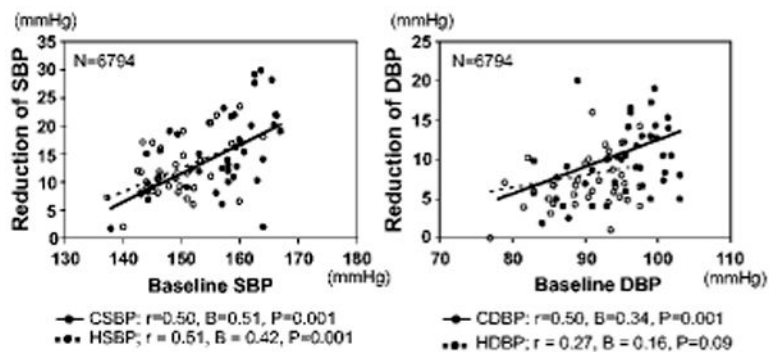 (mmHg)
35
30
25
20
15
10
5
0
N=6794
Reduction of SBP
130 140 150 160 170 180
Baseline SBP (mmHg)
CSBP: r=0.50, B=0.51, P=0.001
HSBP; r = 0.51, B = 0.42, P=0.001
(mmHg)
25
20
15
10
5
0
N=6794
Reduction of DBP
70 80 90 100 110
Baseline DBP (mmHg)
CDBP: r=0.50, B=0.34, P=0.001
HDBP; r = 0.27, B = 0.16, P=0.09